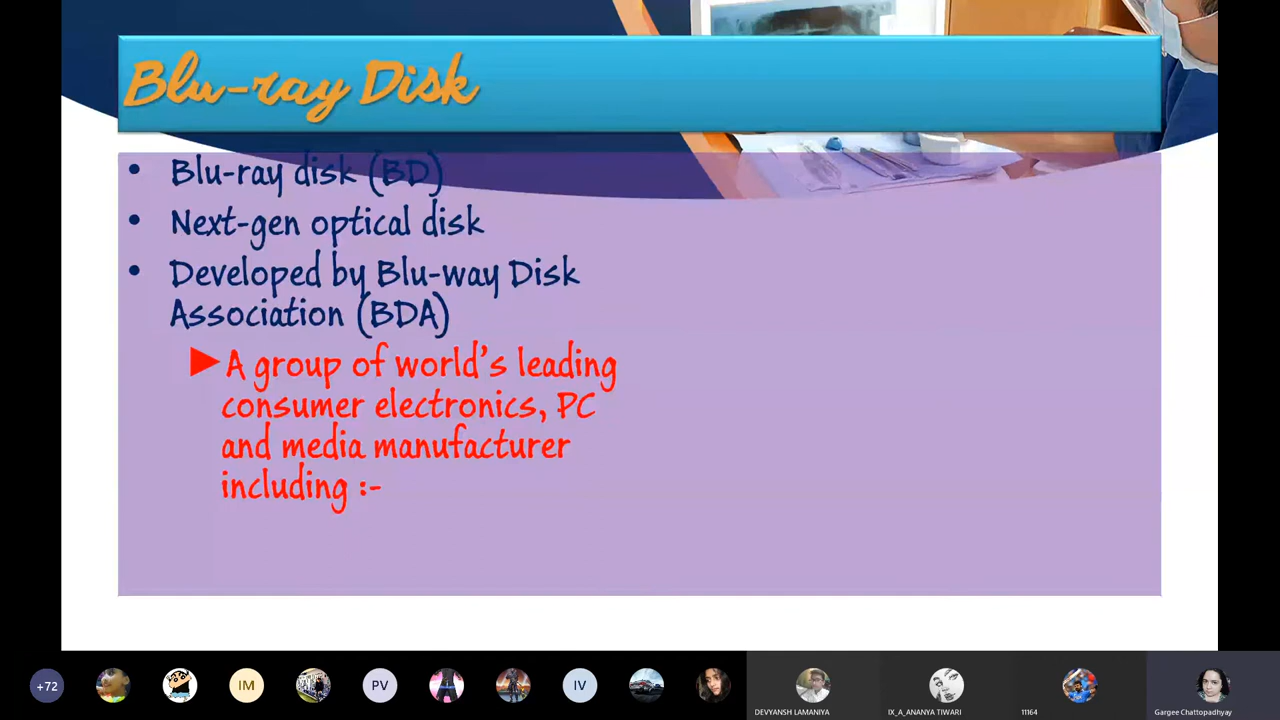 Blu-ray Disk
• Blu-ray disk (BD)
• Next-gen optical disk
• Developed by Blu-way Disk
Association (BDA)
▶ A group of world's leading
consumer electronics, PC
and media manufacturer
including :-
+72
IM
PV
IV
DEVYANSH LAMANIYA
IX_A_ANANYA TIWARI
11164
Gargee Chattopadhyay